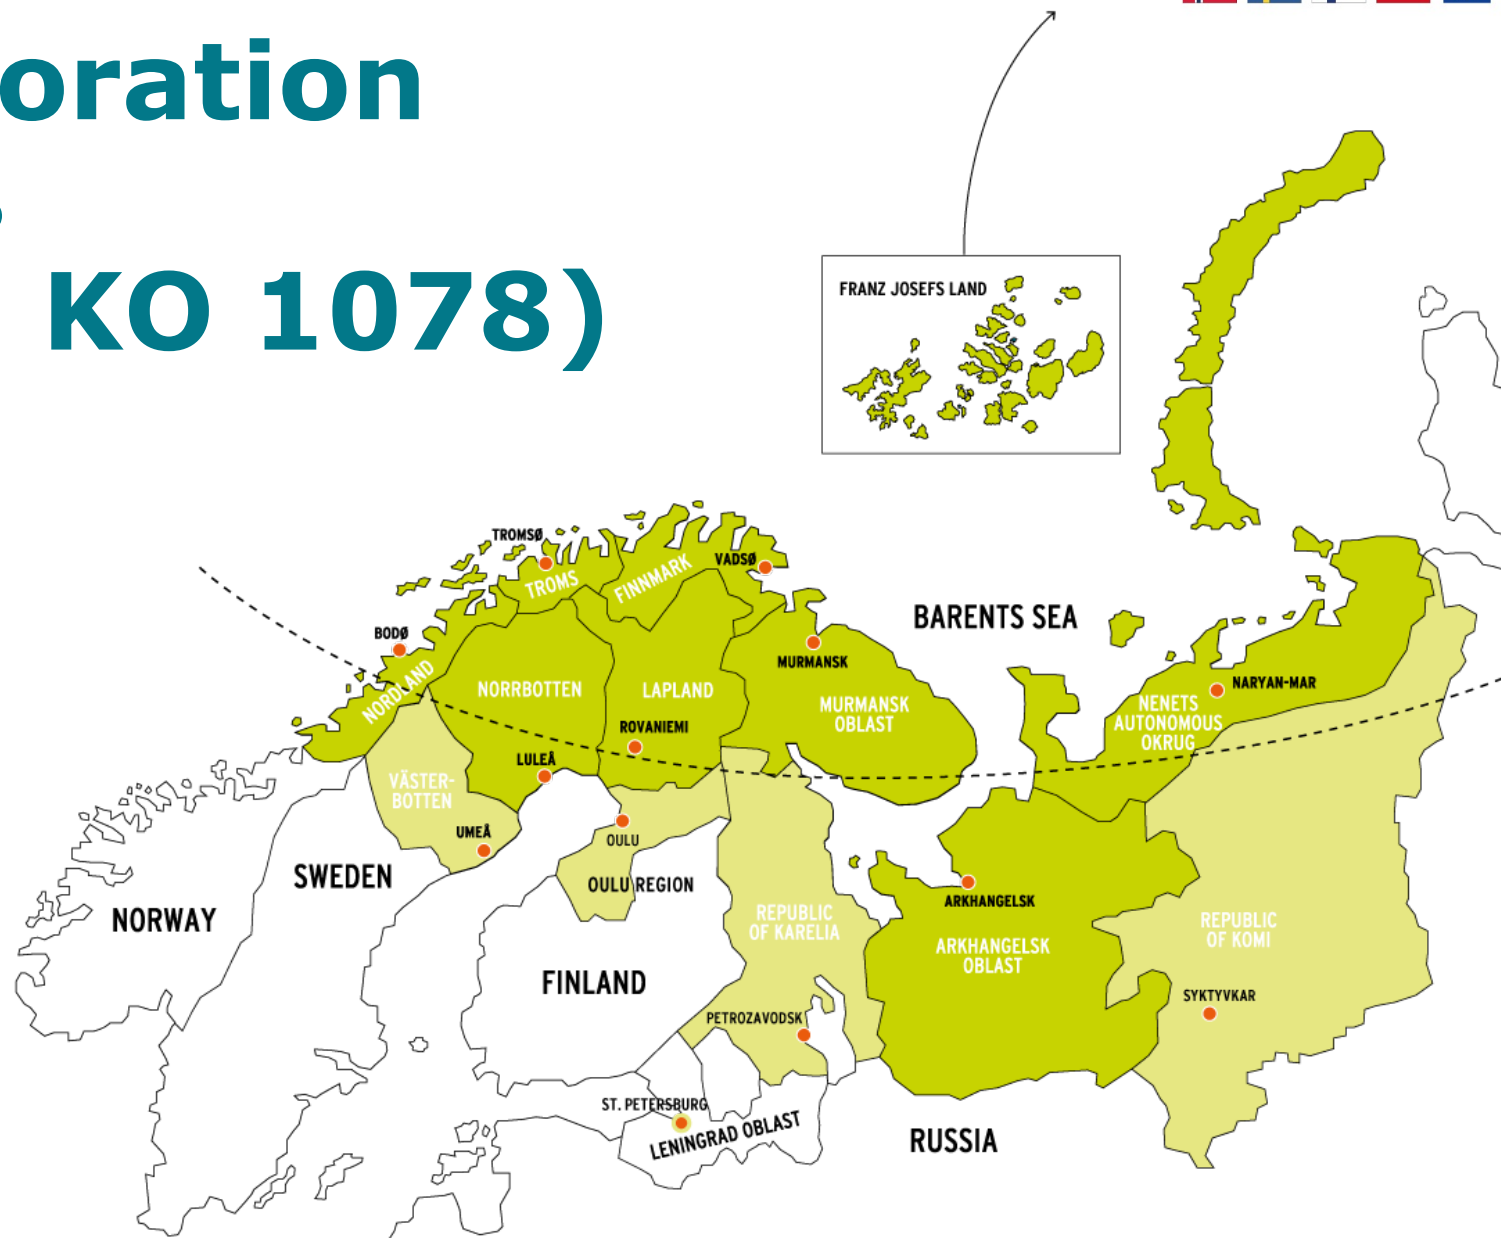 oration
KO 1078)
FRANZ JOSEFS LAND
TROMSØ
TROMS
FINNMARK
VADSØ
BODØ
NORDLAND
NORRBOTTEN
LAPLAND
ROVANIEMI
LULEÅ
MURMANSK
MURMANSK
OBLAST
BARENTS SEA
NARYAN-MAR
NENETS
AUTONOMOUS
OKRUG
VÄSTER-
BOTTEN
UMEÅ
OULU
OULU REGION
SWEDEN
NORWAY
FINLAND
REPUBLIC
OF KARELIA
ARKHANGELSK
ARKHANGELSK
OBLAST
REPUBLIC
OF KOMI
SYKTYVKAR
PETROZAVODSK
ST. PETERSBURG
LENINGRAD OBLAST
RUSSIA